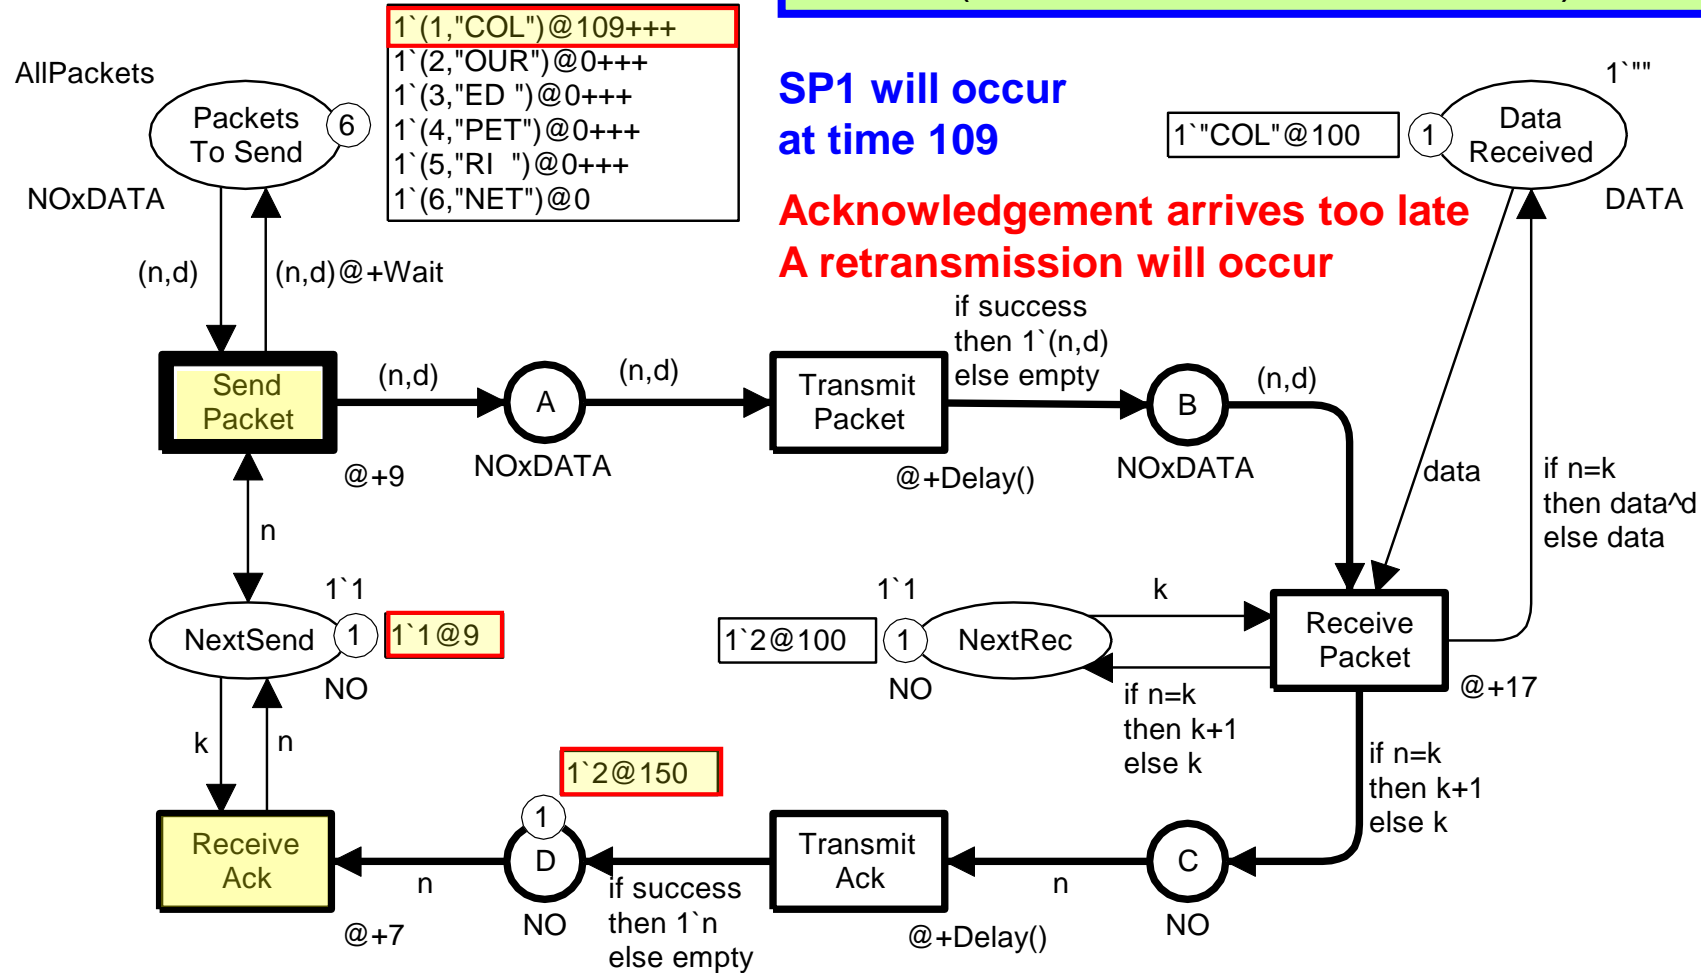 1`(1,"COL")@109+++
1`(2,"OUR")@0+++
1`(3,"ED ")@0+++
1`(4,"PET")@0+++
1`(5,"RI  ")@0+++
1`(6,"NET")@0
AllPackets
Packets
To Send
6
NOxDATA
SP1 will occur
at time 109
Acknowledgement arrives too late
A retransmission will occur
1`""
1`"COL"@100
1
Data
Received
DATA
(n,d)
(n,d)@+Wait
Send
Packet
@+9
(n,d)
A
NOxDATA
(n,d)
Transmit
Packet
@+Delay()
if success
then 1`(n,d)
else empty
B
NOxDATA
(n,d)
data
if n=k
then data^d
else data
n
1`1
NextSend
1
1`1@9
NO
1`1
1`2@100
1
NextRec
NO
k
if n=k
then k+1
else k
Receive
Packet
@+17
if n=k
then k+1
else k
k
n
Receive
Ack
@+7
n
1`2@150
1
D
NO
if success
then 1`n
else empty
Transmit
Ack
@+Delay()
n
C
NO